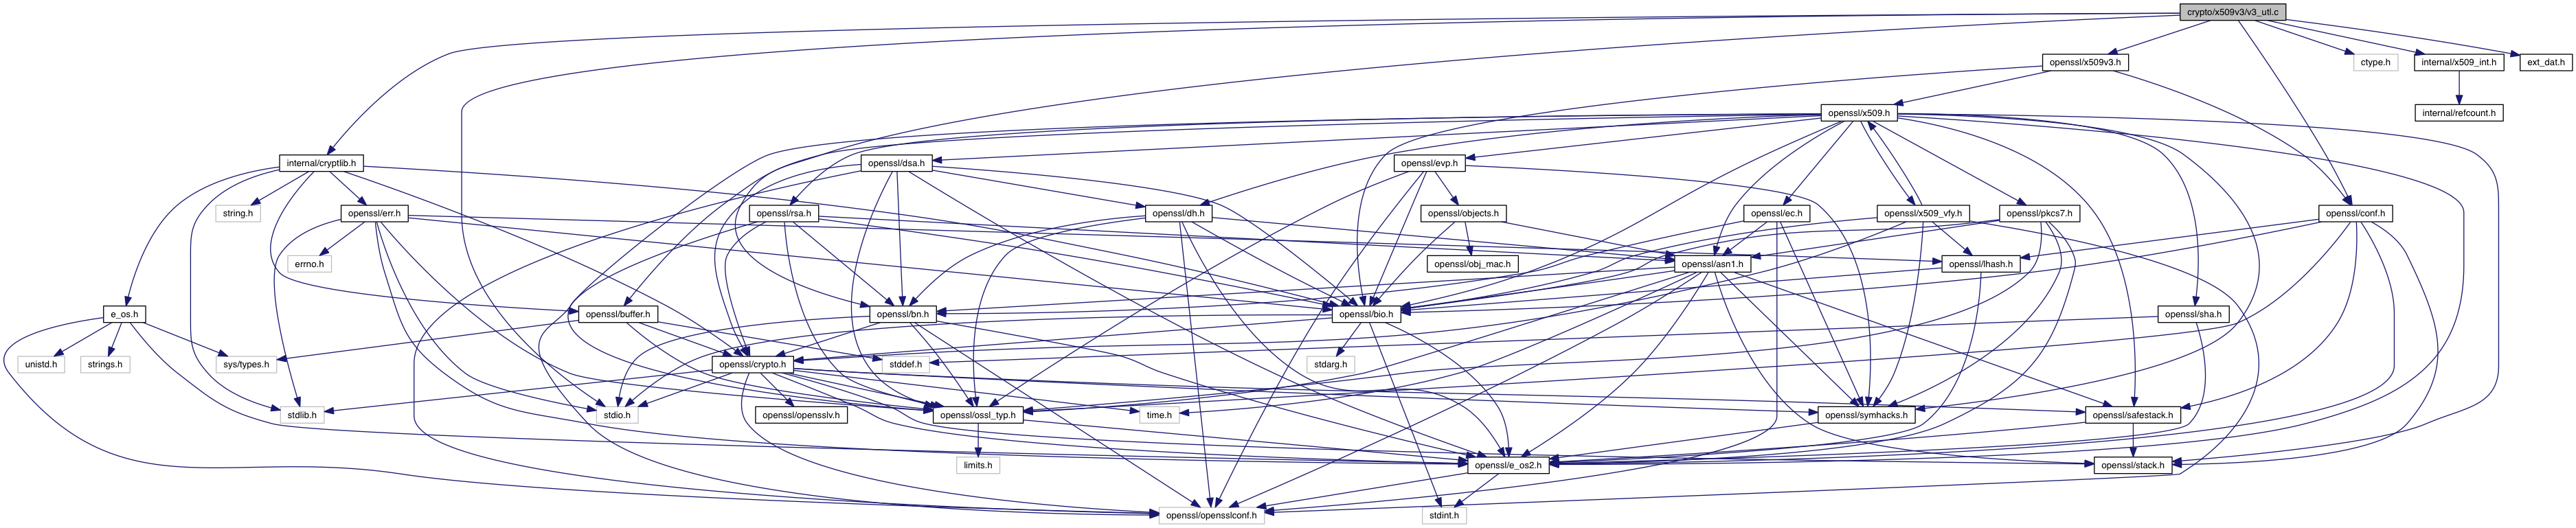 crypto/x509v3/v3_utl.c
openssl/x509v3.h
ctype.h
internal/x509_int.h
ext_dat.h
openssl/x509.h
internal/refcount.h
internal/cryptlib.h
openssl/dsa.h
openssl/evp.h
string.h
openssl/err.h
openssl/rsa.h
openssl/dh.h
openssl/objects.h
openssl/ec.h
openssl/x509_vfy.h
openssl/pkcs7.h
openssl/conf.h
errno.h
openssl/obj_mac.h
openssl/asn1.h
openssl/lhash.h
e_os.h
openssl/buffer.h
openssl/bn.h
openssl/bio.h
openssl/sha.h
unistd.h
strings.h
sys/types.h
openssl/crypto.h
stddef.h
stdarg.h
stdlib.h
stdio.h
openssl/opensslv.h
openssl/ossl_typ.h
time.h
openssl/symhacks.h
openssl/safestack.h
limits.h
openssl/e_os2.h
openssl/stack.h
openssl/opensslconf.h
stdint.h